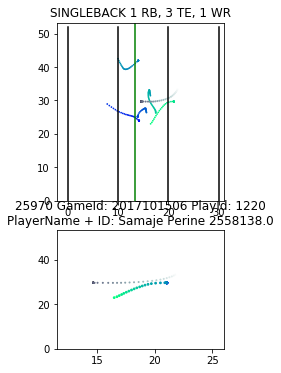 SINGLEBACK 1 RB, 3 TE, 1 WR
50
40
30
20
10
0
0 10 20 30
25970 GameId: 2017101506 PlayId: 1220
PlayerName + ID: Samaje Perine 2558138.0
40
20
0
15 20 25